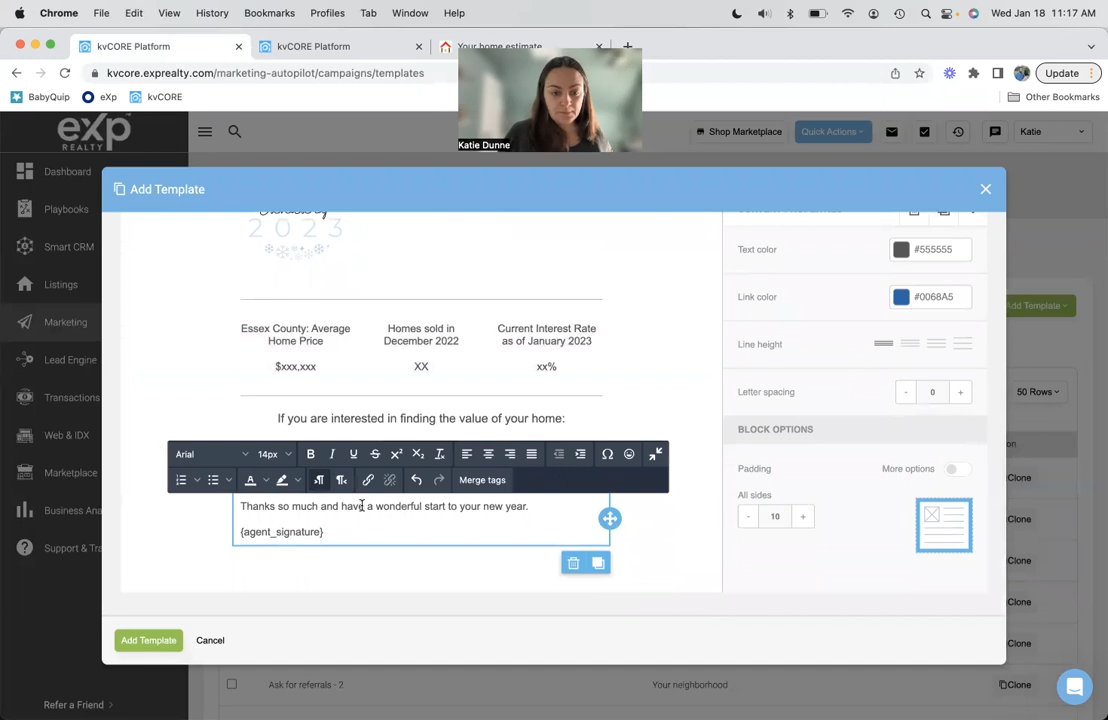 Chrome File Edit View History Bookmarks Profiles Tab Window Help Wed Jan 18 11:17 AM
kvCORE Platform kvCORE Platform Your home estimate
kvcore.exprealty.com/marketing-autopilot/campaigns/templates Update
BabyQuip eXp kvCORE Other Bookmarks
Katie Dunne
exp
REALTY
Shop Marketplace Quick Actions Katie
Dashboard
Playbooks
Smart CRM
Listings
Marketing
Lead Engine
Transactions
Web & IDX
Marketplace
Business Ana
Support & Tra
Refer a Friend
Add Template
2023
Essex County: Average
Home Price
$xxx,xxx
Homes sold in
December 2022
XX
Current Interest Rate
as of January 2023
xx%
If you are interested in finding the value of your home:
Arial 14px B I U S X² X₂ Tx
A Merge tags
Thanks so much and have a wonderful start to your new year.
{agent_signature}
Text color #555555
Link color #0068A5
Line height
Letter spacing - 0 +
BLOCK OPTIONS
Padding More options
All sides
- 10 +
Add Template Cancel
Add Template
50 Rows
on
Clone
Clone
Clone
Clone
Clone
Ask for referrals - 2 Your neighborhood Clone